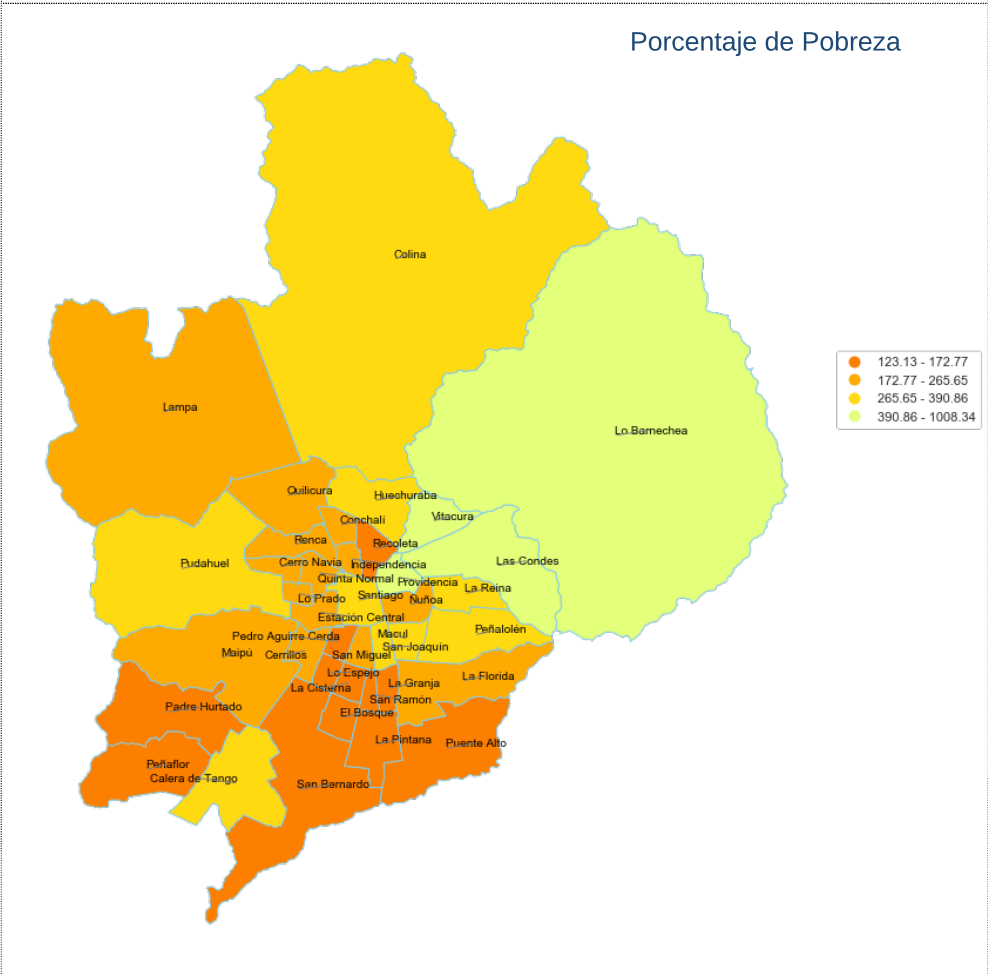 Porcentaje de Pobreza
Colina
123.13 - 172.77
172.77 - 265.65
265.65 - 390.86
390.86 - 1008.34
Lampa
Lo Barnechea
Quilicura
Huechuraba
Vitacura
Conchalí
Renca
Recoleta
Pudahuel
Cerro Navia
Independencia
Las Condes
Quinta Normal
Providencia
La Reina
Lo Prado
Santiago
Ñuñoa
Estación Central
Peñalolén
Pedro Aguirre Cerda
Macul
San Joaquín
Maipú
Cerrillos
San Miguel
Lo Espejo
La Florida
La Cisterna
La Granja
San Ramón
Padre Hurtado
El Bosque
La Pintana
Puente Alto
Peñaflor
Calera de Tango
San Bernardo